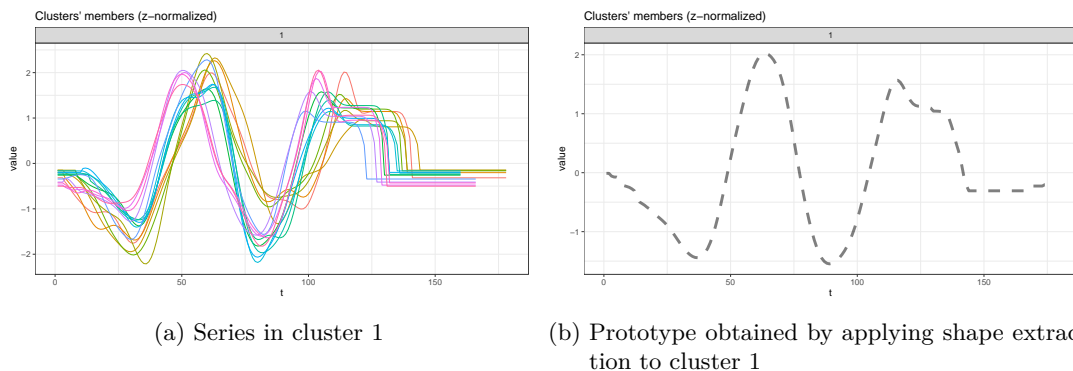 Clusters' members (z-normalized)
1
2
1
0
−1
−2
value
0
50
100
150
t
(a) Series in cluster 1
Clusters' members (z-normalized)
1
2
1
0
−1
value
0
50
100
150
t
(b) Prototype obtained by applying shape extrac
tion to cluster 1